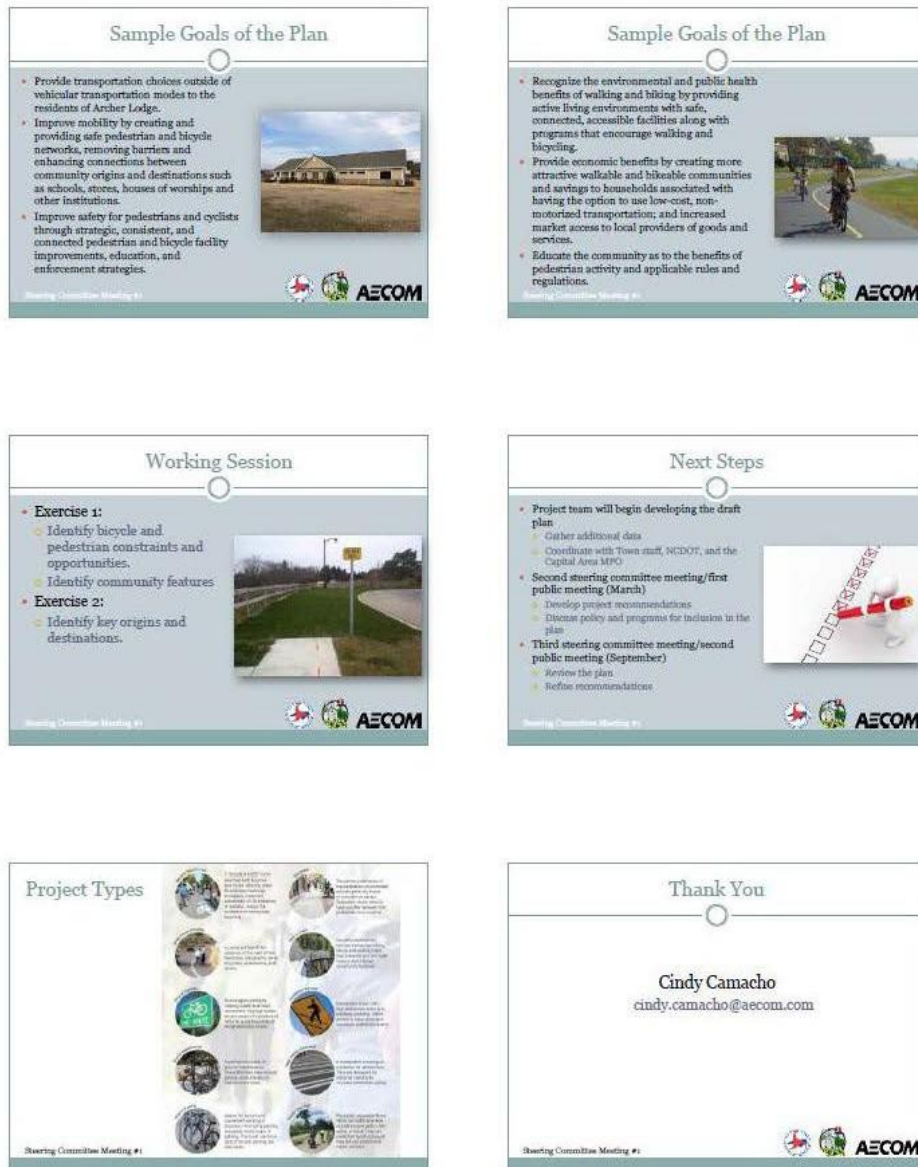 Sample Goals of the Plan
• Provide transportation choices outside of
vehicular transportation modes to the
residents of Archer Lodge.
• Improve mobility by creating and
providing safe pedestrian and bicycle
networks, removing barriers and
enhancing connections between
community origins and destinations such
as schools, stores, houses of worships and
other institutions.
• Improve safety for pedestrians and cyclists
through strategic, consistent, and
connected pedestrian and bicycle facility
improvements, education, and
enforcement strategies.
Steering Committee Meeting #1
AECOM
Sample Goals of the Plan
• Recognize the environmental and public health
benefits of walking and biking by providing
active living environments with safe,
connected, accessible facilities along with
programs that encourage walking and
bicycling.
• Provide economic benefits by creating more
attractive walkable and bikeable communities
and savings to households associated with
having the option to use low-cost, non-
motorized transportation; and increased
market access to local providers of goods and
services.
• Educate the community as to the benefits of
pedestrian activity and applicable rules and
regulations.
Steering Committee Meeting #1
AECOM
Working Session
• Exercise 1:
Identify bicycle and
pedestrian constraints and
opportunities.
Identify community features
• Exercise 2:
Identify key origins and
destinations.
Steering Committee Meeting #1
AECOM
Next Steps
• Project team will begin developing the draft
plan
Gather additional data
Coordinate with Town staff, NCDOT, and the
Capital Area MPO
• Second steering committee meeting/first
public meeting (March)
Develop project recommendations
Discuss policy and programs for inclusion in the
plan
• Third steering committee meeting/second
public meeting (September)
Review the plan
Refine recommendations
Steering Committee Meeting #1
AECOM
Project Types
Steering Committee Meeting #1
Thank You
Cindy Camacho
cindy.camacho@aecom.com
Steering Committee Meeting #1
AECOM